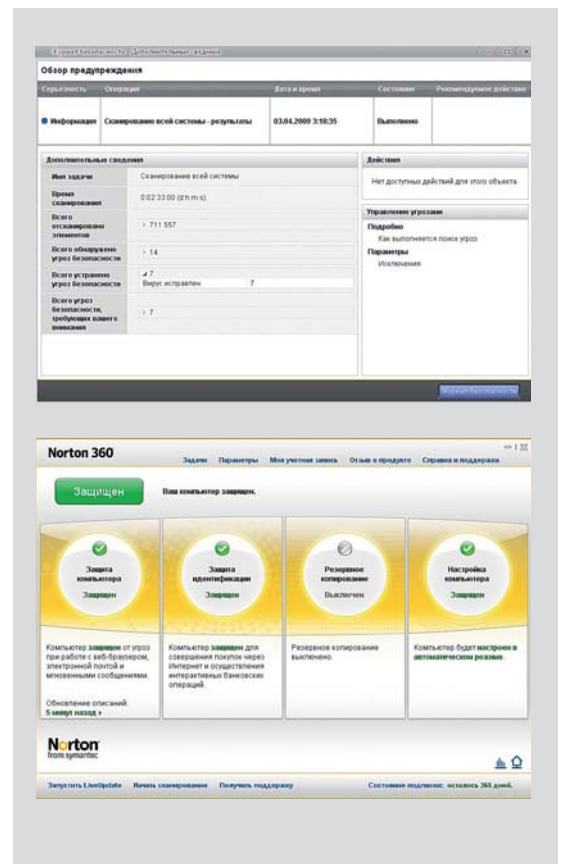 Журнал безопасности - Дополнительные сведения
Обзор предупреждения
Серьезность Операция Дата и время Состояние Рекомендуемое действие
Информация Сканирование всей системы - результаты 03.04.2009 3:18:35 Выполнено
Дополнительные сведения
Имя задачи Сканирование всей системы
Время сканирования 0:02:33:00 (d:h:m:s)
Всего отсканировано элементов 711 557
Всего обнаружено угроз безопасности 14
Всего устранено угроз безопасности 7
Вирус исправлен 7
Всего угроз безопасности, требующих вашего внимания 7
Действия
Нет доступных действий для этого объекта.
Управление угрозами
Подробно
Как выполняется поиск угроз
Параметры
Исключения
Журнал безопасности
Norton 360
Задачи Параметры Моя учетная запись Отзыв о продукте Справка и поддержка
Защищен Ваш компьютер защищен.
Защита
компьютера
Защищен
Защита
идентификации
Защищен
Резервное
копирование
Выключен
Настройка
компьютера
Защищен
Компьютер защищен от угроз
при работе с веб-браузером,
электронной почтой и
мгновенными сообщениями.
Обновление описаний:
5 минут назад
Компьютер защищен для
совершения покупок через
Интернет и осуществления
интерактивных банковских
операций.
Резервное копирование
выключено.
Компьютер будет настроен в
автоматическом режиме.
Norton
from symantec
Запустить LiveUpdate Начать сканирование Получить поддержку Состояние подписки: осталось 365 дней.